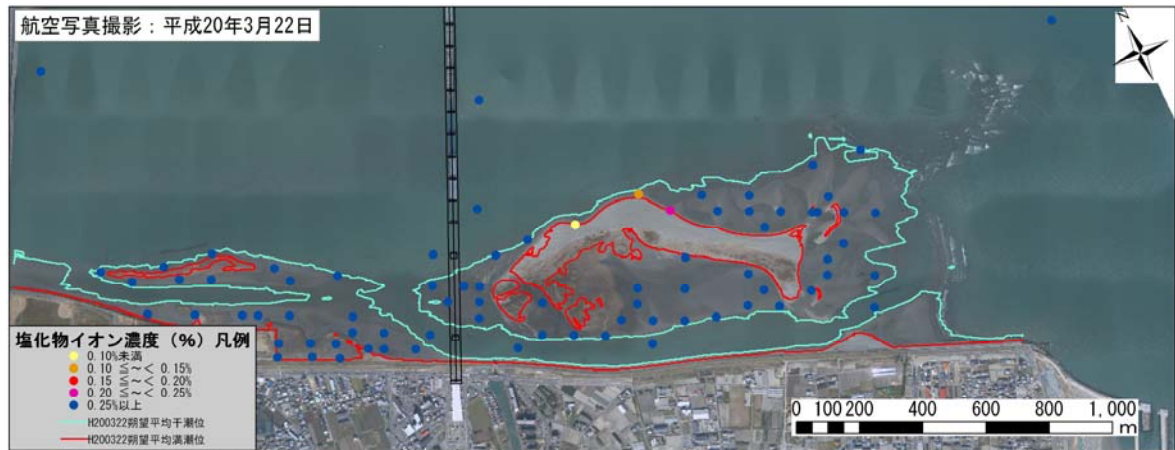 航空写真撮影：平成20年3月22日
N
塩化物イオン濃度（％）凡例
0.10％未満
0.10 ≦～< 0.15％
0.15 ≦～< 0.20％
0.20 ≦～< 0.25％
0.25％以上
H200322朔望平均干潮位
H200322朔望平均満潮位
0 100 200 400 600 800 1,000
m